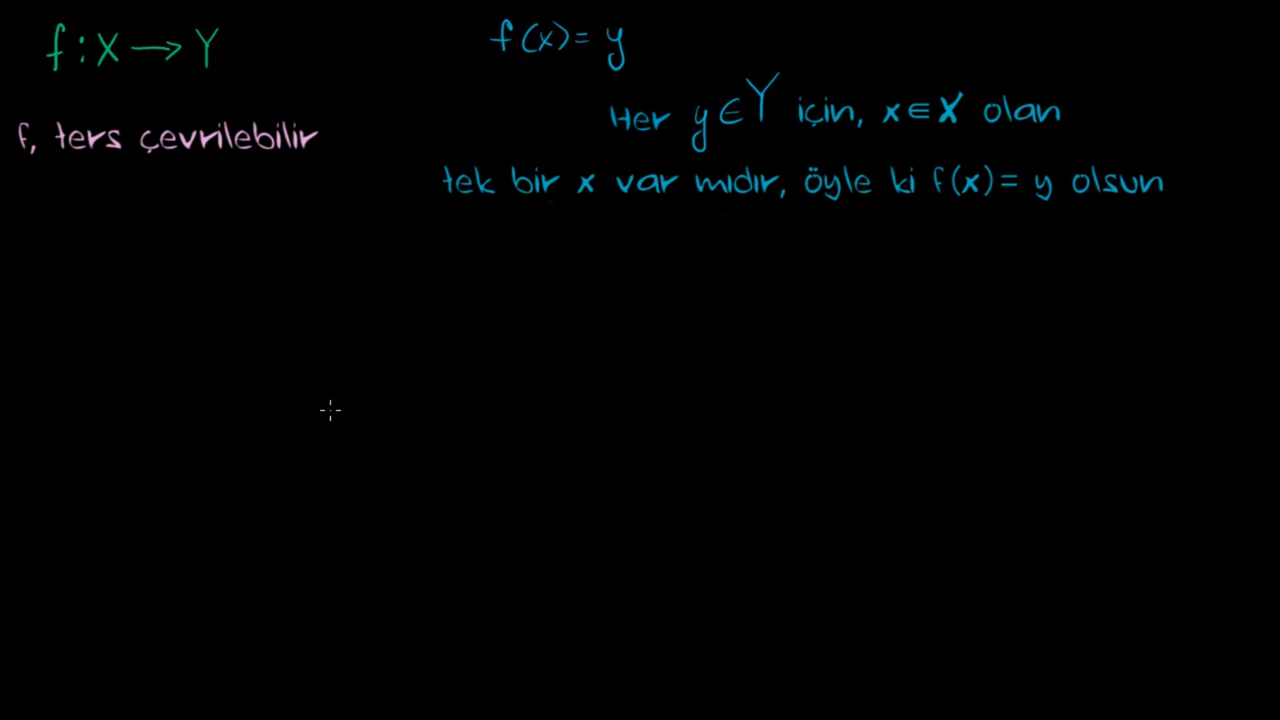 f : X → Y
f, ters çevrilebilir
f(x) = y
Her y ∈ Y için, x ∈ X olan
tek bir x var mıdır, öyle ki f(x) = y olsun